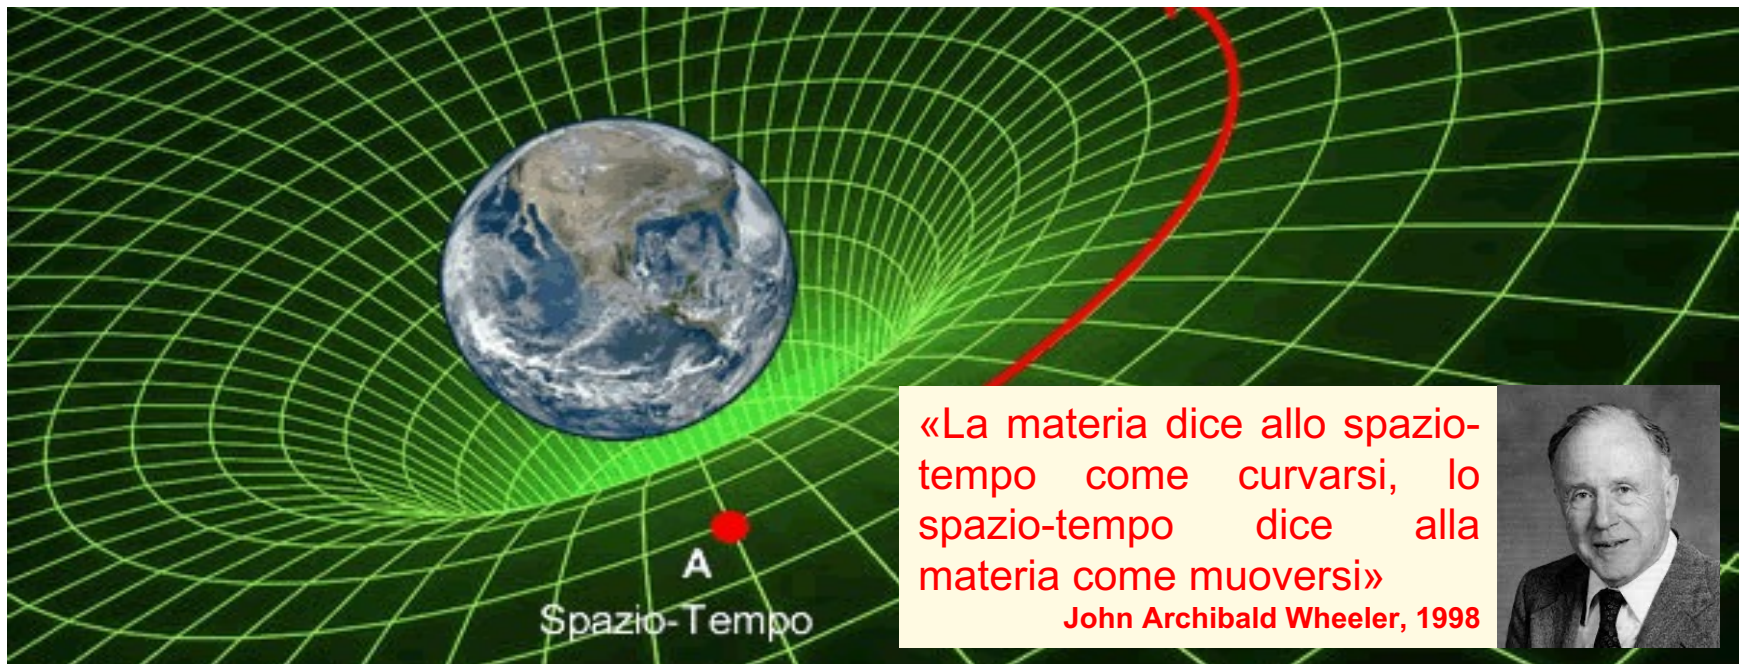 A
Spazio-Tempo
«La materia dice allo spazio-
tempo come curvarsi, lo
spazio-tempo dice alla
materia come muoversi»
John Archibald Wheeler, 1998